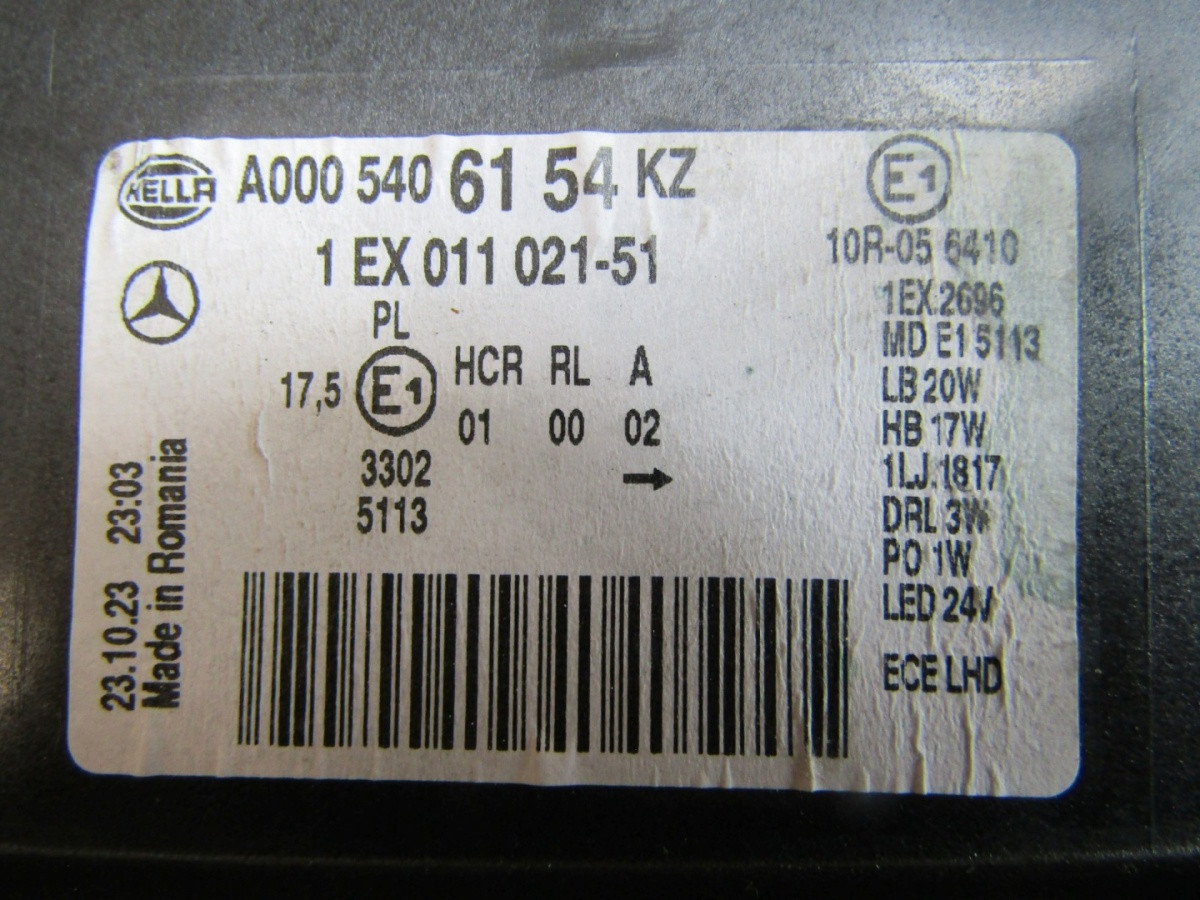 HELLA
A000 540 61 54 KZ
1 EX 011 021-51
PL
17,5 E1 HCR RL A
01 00 02
3302
5113
E1
10R-05 6410
1EX.2696
MD E1 5113
LB 20W
HB 17W
1LJ.1817
DRL 3W
PO 1W
LED 24V
ECE LHD
23.10.23 23:03
Made in Romania